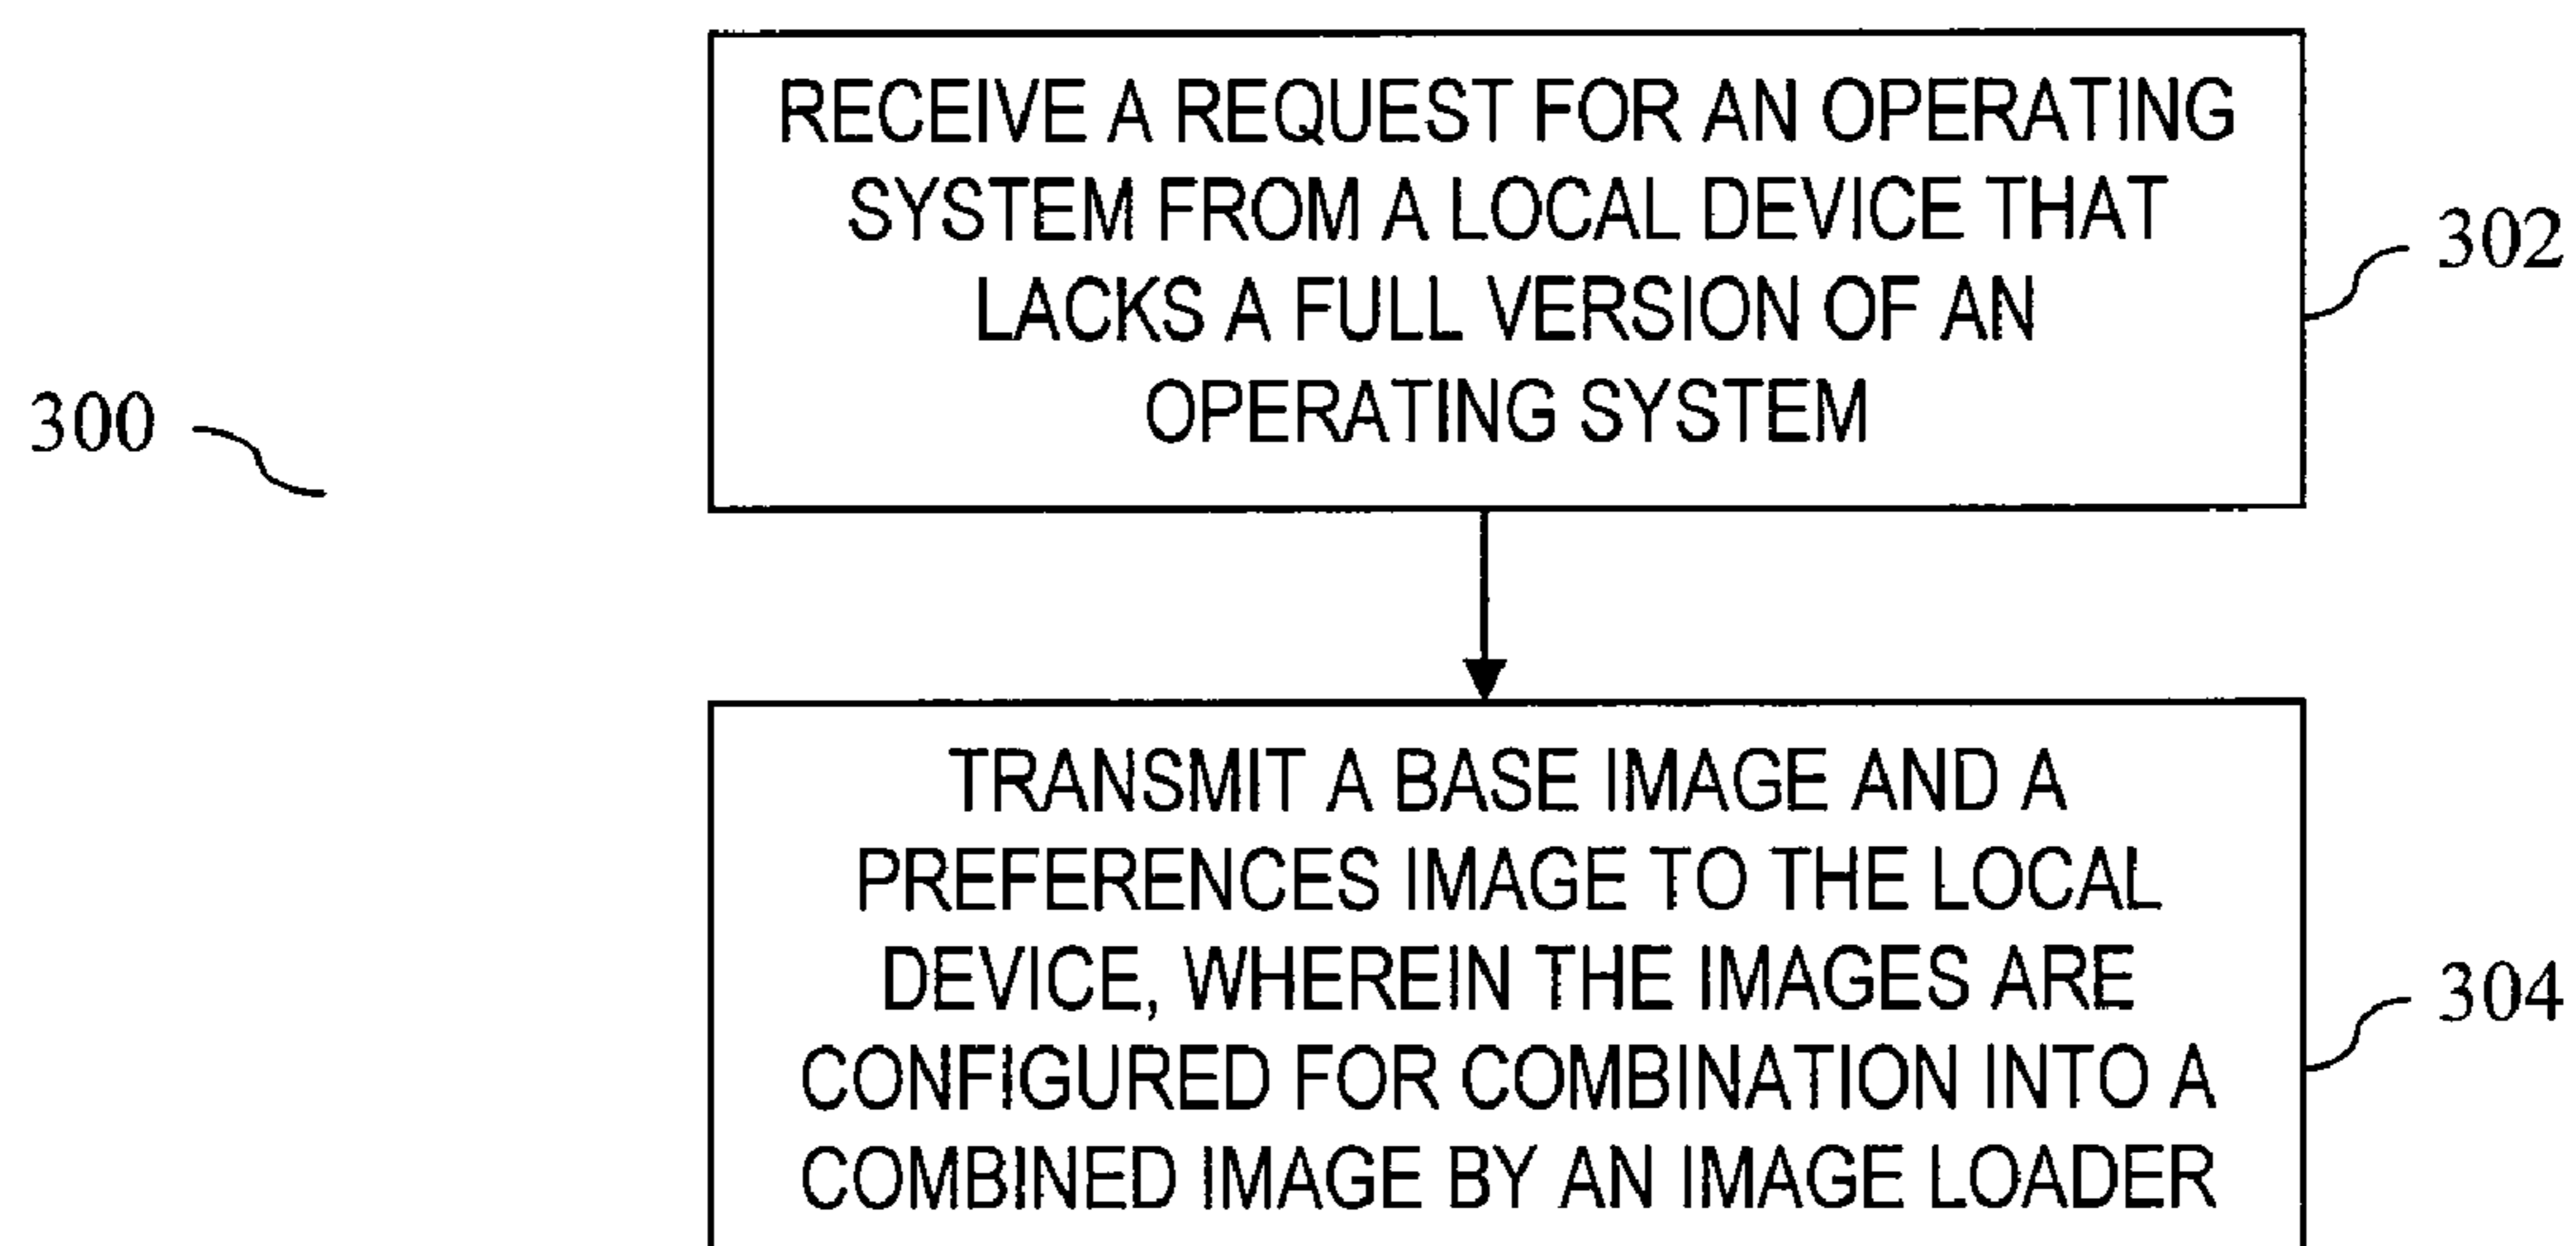 RECEIVE A REQUEST FOR AN OPERATING
SYSTEM FROM A LOCAL DEVICE THAT
LACKS A FULL VERSION OF AN
OPERATING SYSTEM
302
300
TRANSMIT A BASE IMAGE AND A
PREFERENCES IMAGE TO THE LOCAL
DEVICE, WHEREIN THE IMAGES ARE
CONFIGURED FOR COMBINATION INTO A
COMBINED IMAGE BY AN IMAGE LOADER
304